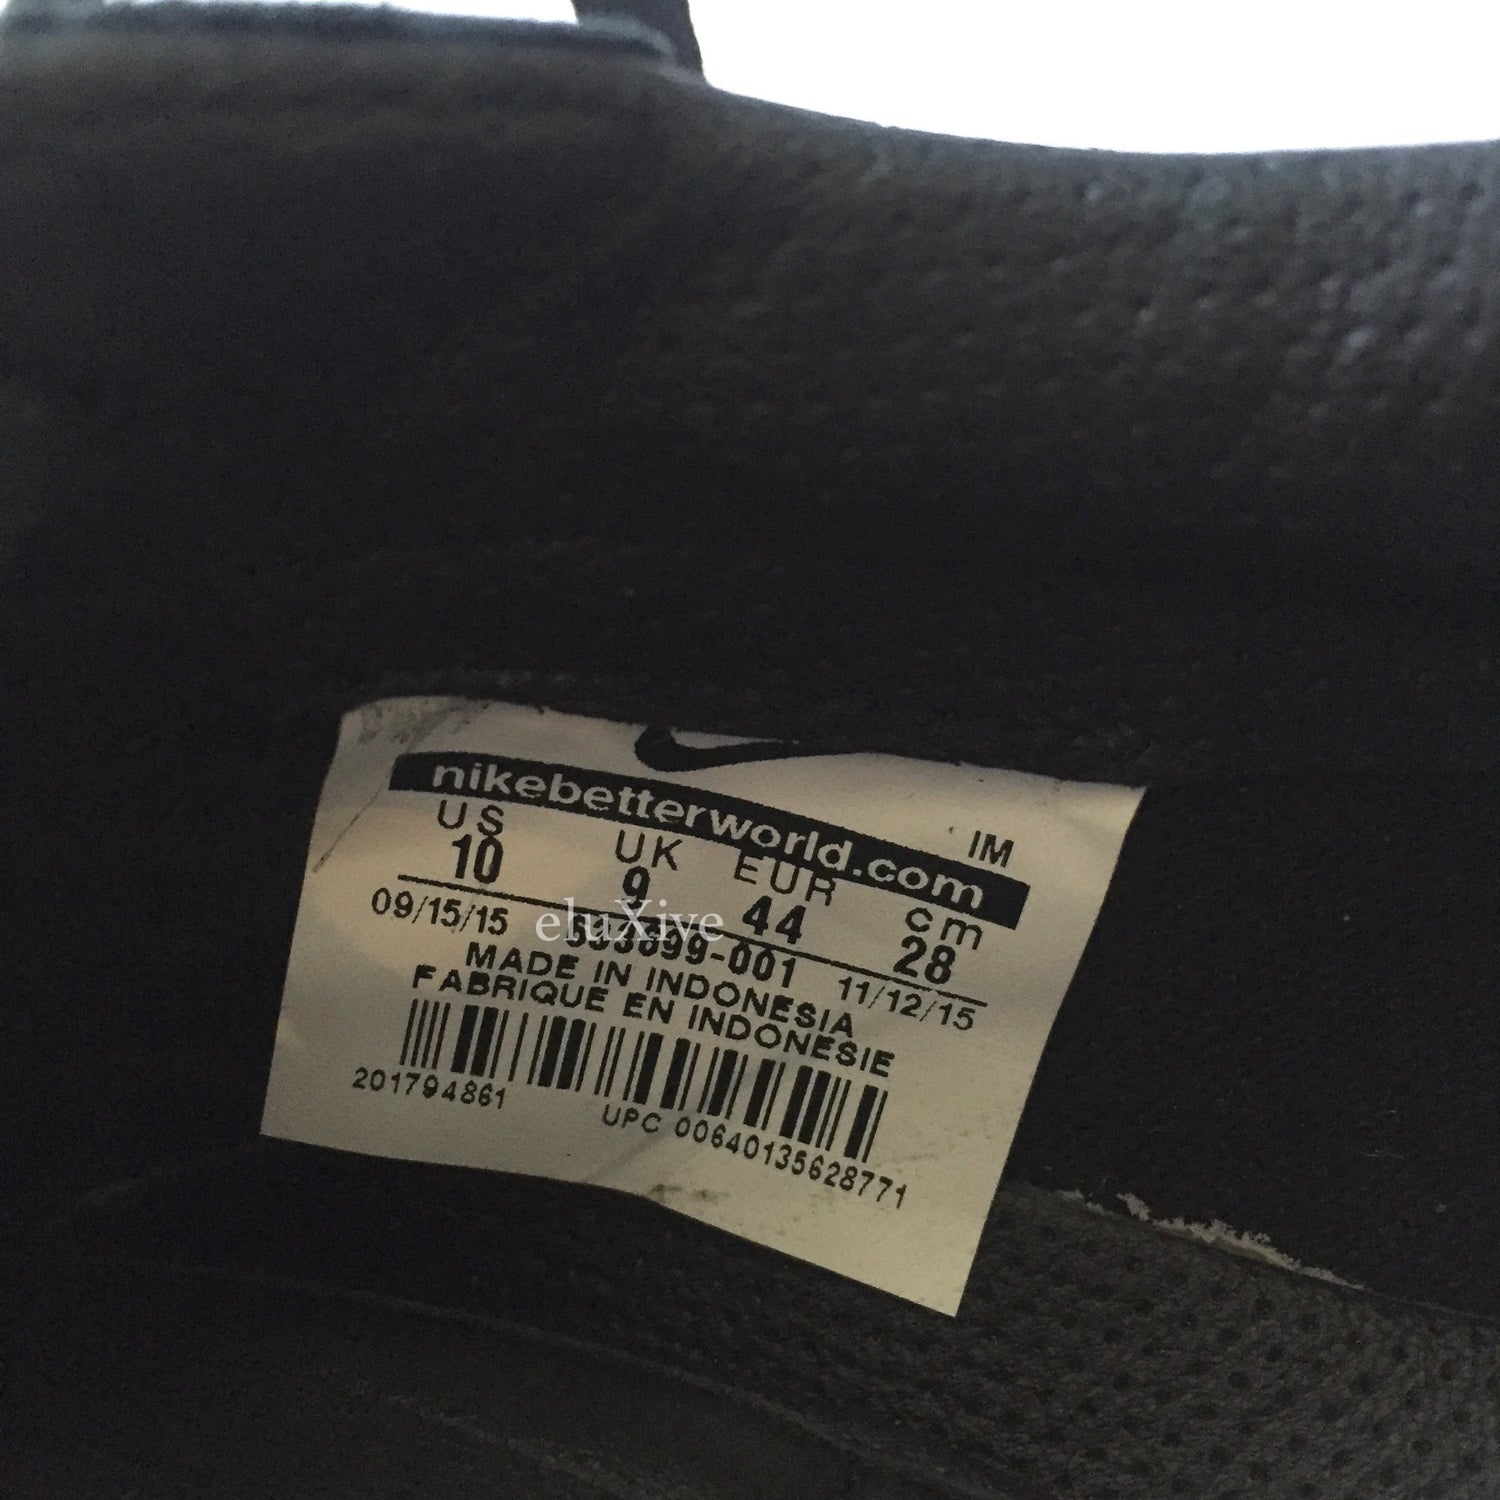 nikebetterworld.com
IM
US UK EUR cm
10 9 44 28
09/15/15 11/12/15
eluXive
MADE IN INDONESIA
FABRIQUE EN INDONÉSIE
201794861
UPC 00640135628771